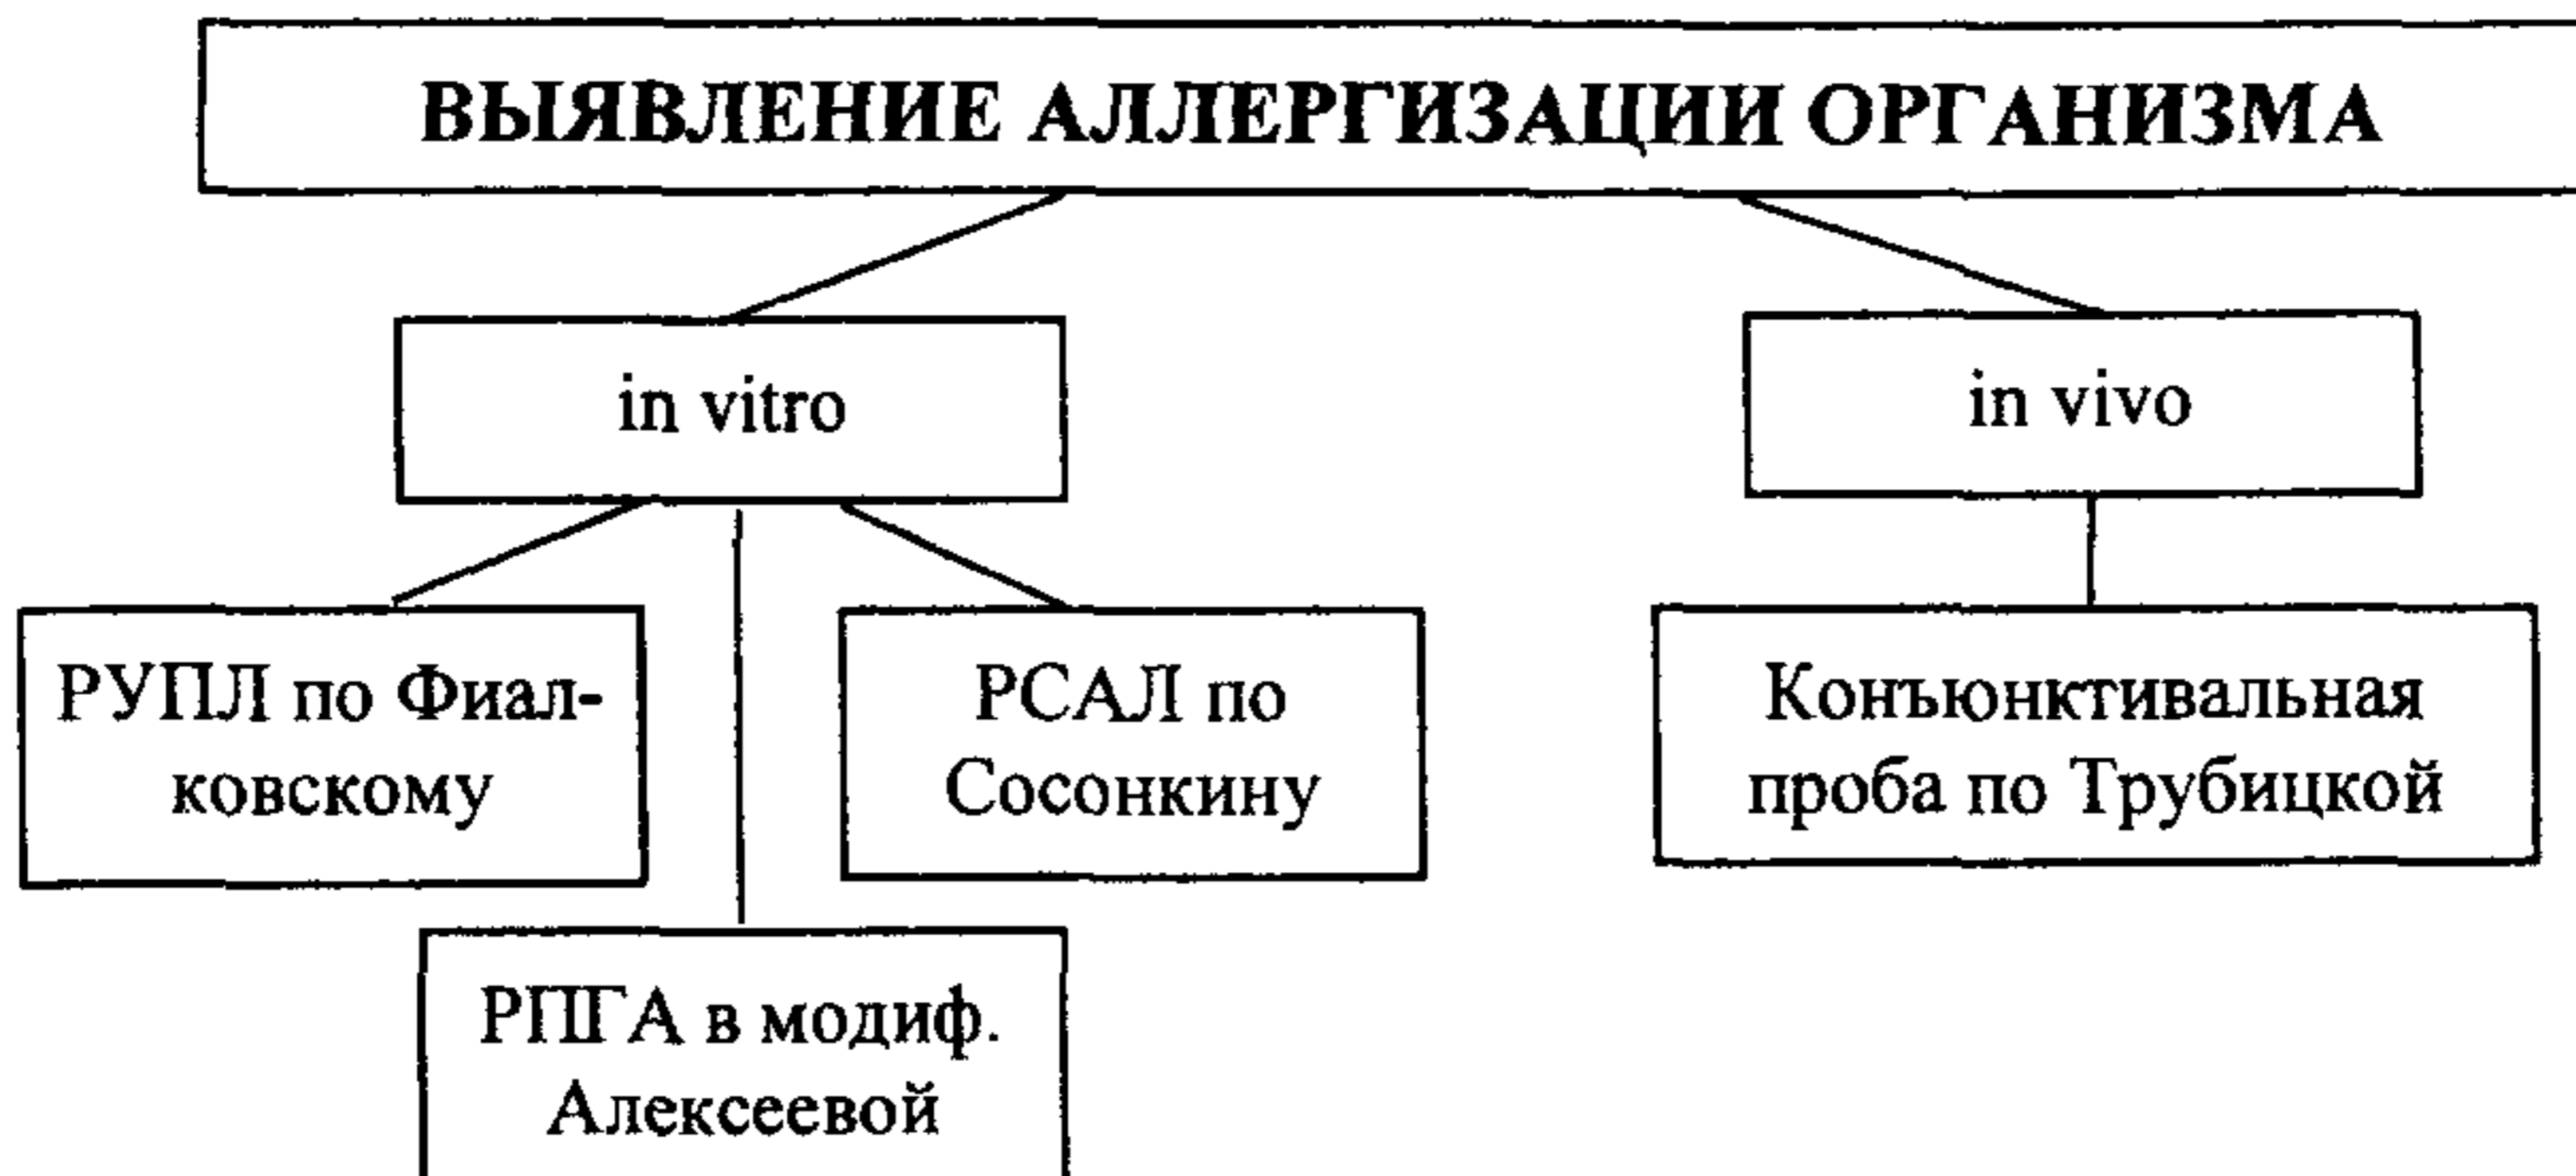 ВЫЯВЛЕНИЕ АЛЛЕРГИЗАЦИИ ОРГАНИЗМА
in vitro
in vivo
РУПЛ по Фиал-
ковскому
РСАЛ по
Сосонкину
Конъюнктивальная
проба по Трубицкой
РПГА в модиф.
Алексеевой